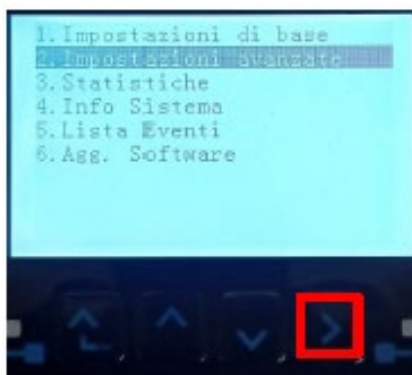 1.Impostazioni di base
2.Impostazioni avanzate
3.Statistiche
4.Info Sistema
5.Lista Eventi
6.Agg. Software